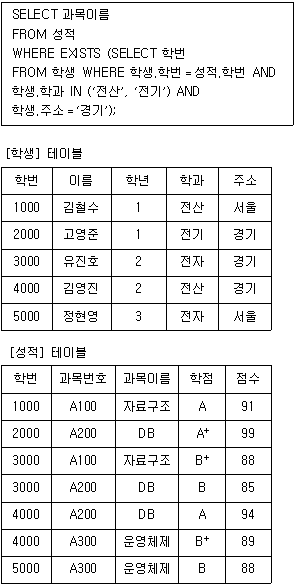 SELECT 과목이름
FROM 성적
WHERE EXISTS (SELECT 학번
FROM 학생 WHERE 학생.학번 = 성적.학번 AND
학생.학과 IN ('전산', '전기') AND
학생.주소 = '경기');
[학생] 테이블
학번 이름 학년 학과 주소
1000 김철수 1 전산 서울
2000 고영준 1 전기 경기
3000 유진호 2 전자 경기
4000 김영진 2 전산 경기
5000 정현영 3 전자 서울
[성적] 테이블
학번 과목번호 과목이름 학점 점수
1000 A100 자료구조 A 91
2000 A200 DB A+ 99
3000 A100 자료구조 B+ 88
3000 A200 DB B 85
4000 A200 DB A 94
4000 A300 운영체제 B+ 89
5000 A300 운영체제 B 88